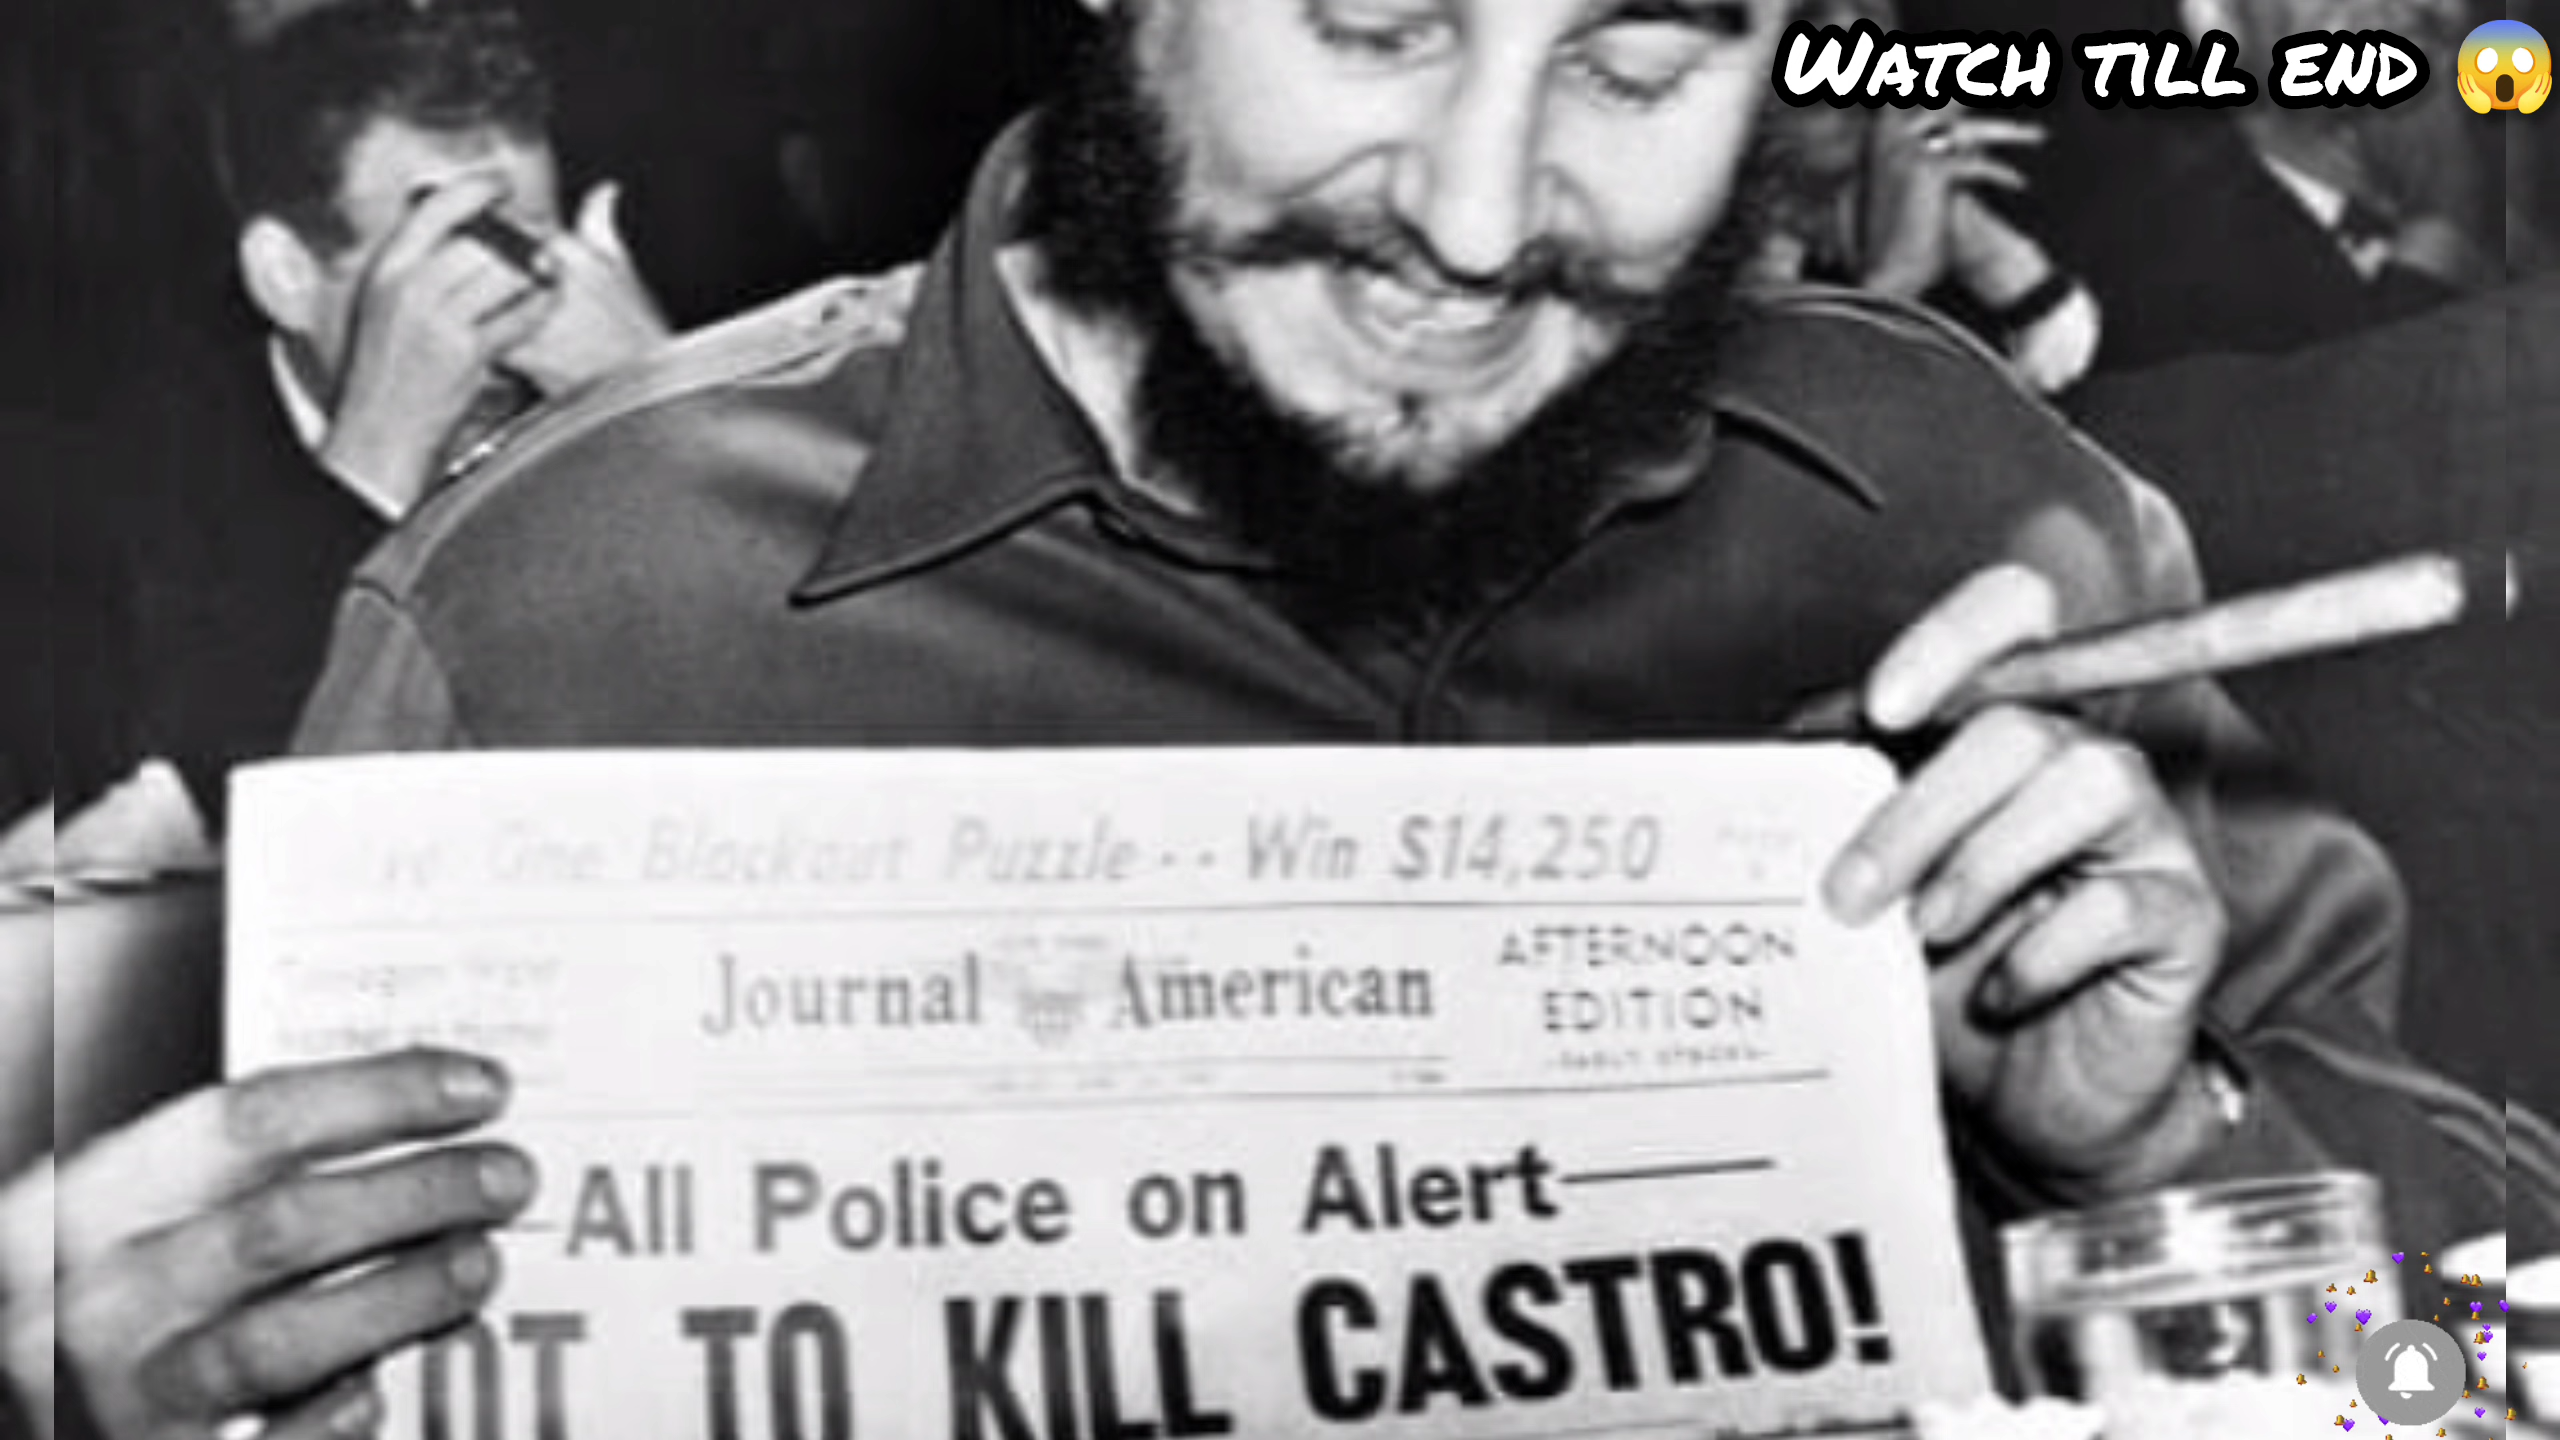 WATCH TILL END 😱
One Blackout Puzzle -- Win $14,250
Journal American
AFTERNOON
EDITION
All Police on Alert—
OT TO KILL CASTRO!